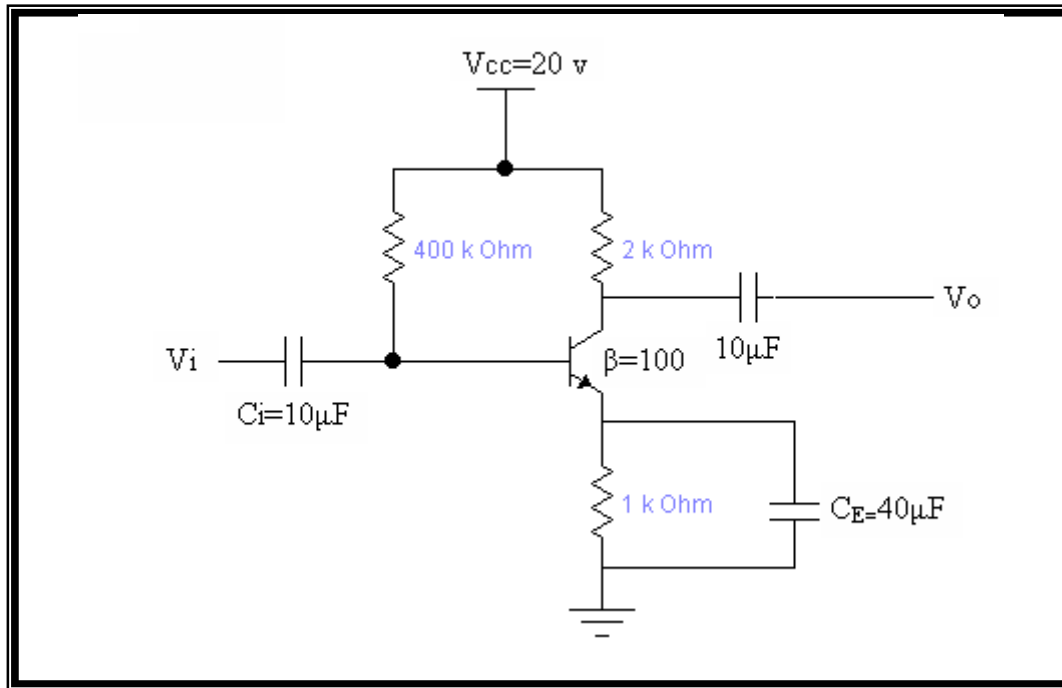 Vcc=20 v
400 k Ohm
2 k Ohm
Vo
10μF
Vi
β=100
Ci=10μF
1 k Ohm
CE=40μF